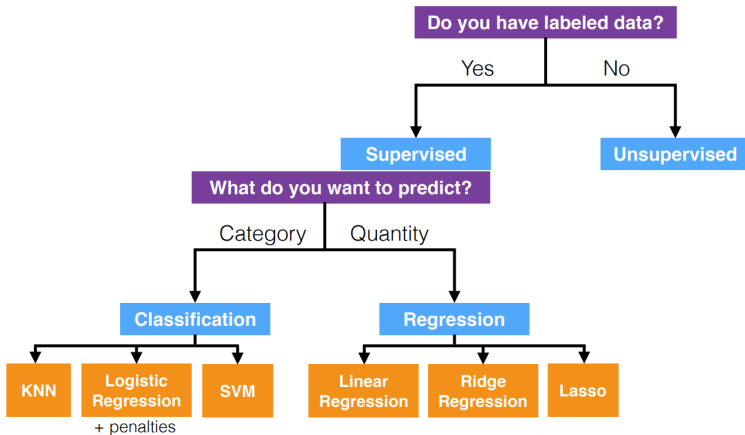 Do you have labeled data?
Yes
No
Supervised
Unsupervised
What do you want to predict?
Category
Quantity
Classification
Regression
KNN
Logistic
Regression
SVM
Linear
Regression
Ridge
Regression
Lasso
+ penalties